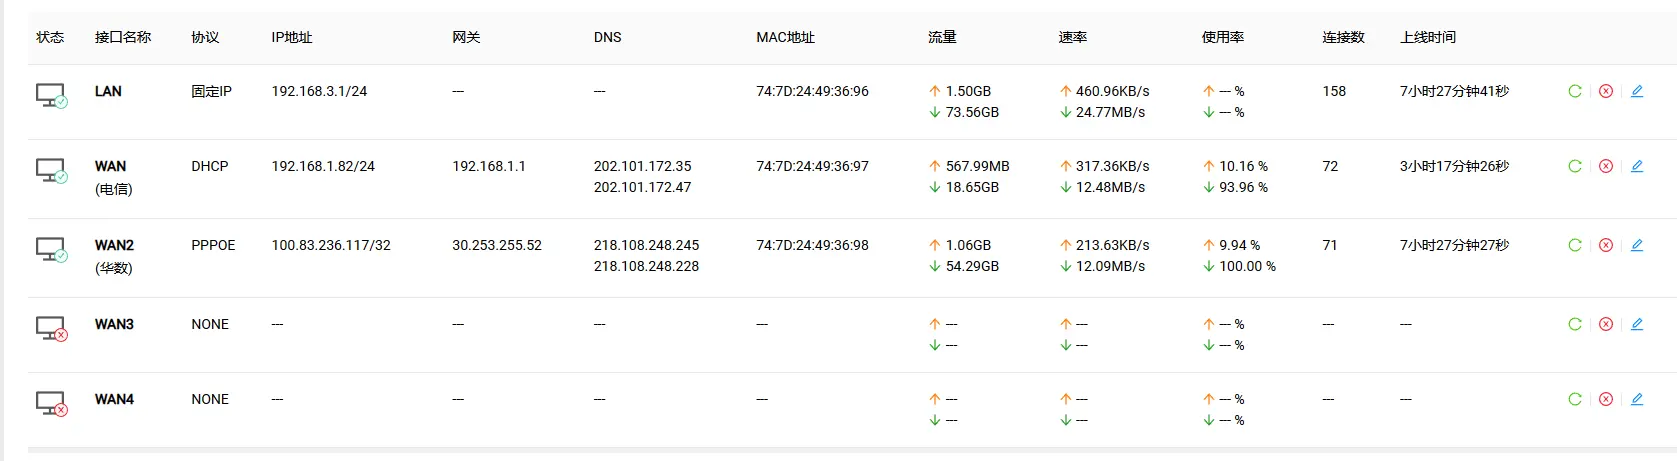 状态 接口名称 协议 IP地址 网关 DNS MAC地址 流量 速率 使用率 连接数 上线时间
LAN 固定IP 192.168.3.1/24 --- --- 74:7D:24:49:36:96 ↑ 1.50GB ↑ 460.96KB/s ↑ --- % 158 7小时27分钟41秒
↓ 73.56GB ↓ 24.77MB/s ↓ --- %
WAN DHCP 192.168.1.82/24 192.168.1.1 202.101.172.35 74:7D:24:49:36:97 ↑ 567.99MB ↑ 317.36KB/s ↑ 10.16 % 72 3小时17分钟26秒
(电信) 202.101.172.47 ↓ 18.65GB ↓ 12.48MB/s ↓ 93.96 %
WAN2 PPPOE 100.83.236.117/32 30.253.255.52 218.108.248.245 74:7D:24:49:36:98 ↑ 1.06GB ↑ 213.63KB/s ↑ 9.94 % 71 7小时27分钟27秒
(华数) 218.108.248.228 ↓ 54.29GB ↓ 12.09MB/s ↓ 100.00 %
WAN3 NONE --- --- --- --- ↑ --- ↑ --- ↑ --- % --- ---
↓ --- ↓ --- ↓ --- %
WAN4 NONE --- --- --- --- ↑ --- ↑ --- ↑ --- % --- ---
↓ --- ↓ --- ↓ --- %